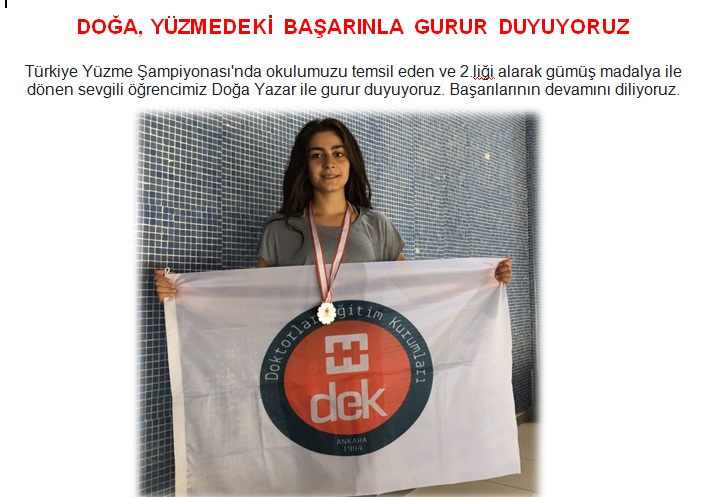 DOĞA, YÜZMEDEKİ BAŞARINLA GURUR DUYUYORUZ
Türkiye Yüzme Şampiyonası'nda okulumuzu temsil eden ve 2.liği alarak gümüş madalya ile
dönen sevgili öğrencimiz Doğa Yazar ile gurur duyuyoruz. Başarılarının devamını diliyoruz.
Doktorlar Eğitim Kurumları
dek
ANKARA
1994